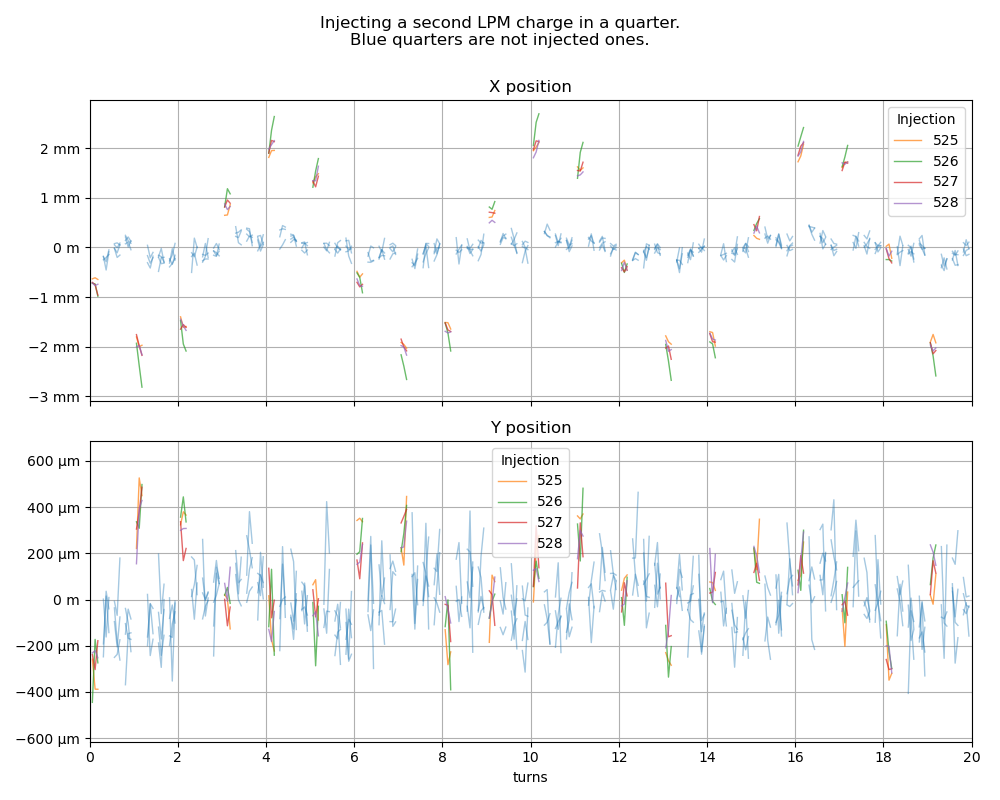 Injecting a second LPM charge in a quarter.
Blue quarters are not injected ones.
X position
2 mm
1 mm
0 m
−1 mm
−2 mm
−3 mm
Injection
525
526
527
528
Y position
600 µm
400 µm
200 µm
0 m
−200 µm
−400 µm
−600 µm
Injection
525
526
527
528
0 2 4 6 8 10 12 14 16 18 20
turns